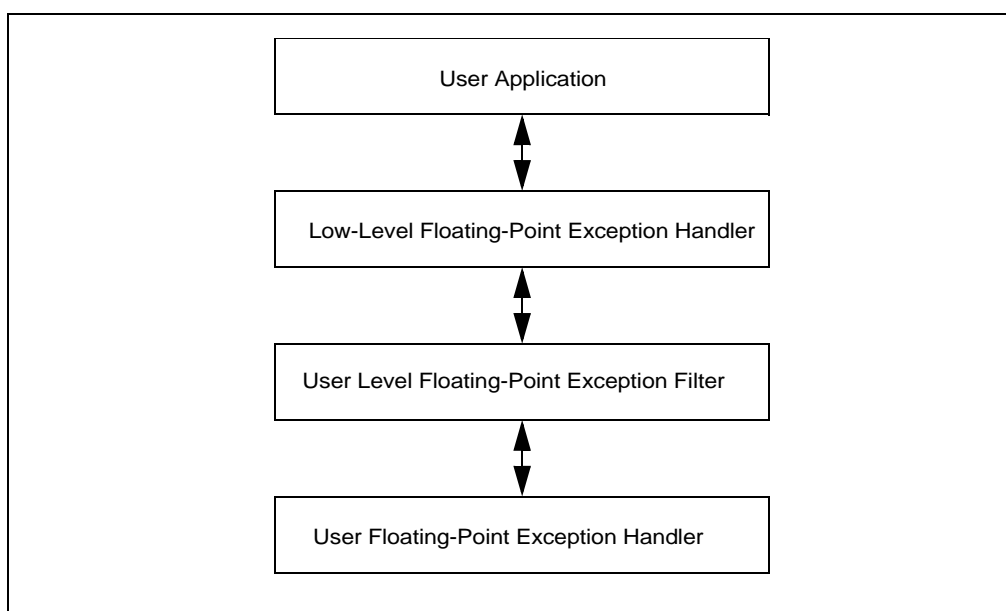 User Application
Low-Level Floating-Point Exception Handler
User Level Floating-Point Exception Filter
User Floating-Point Exception Handler